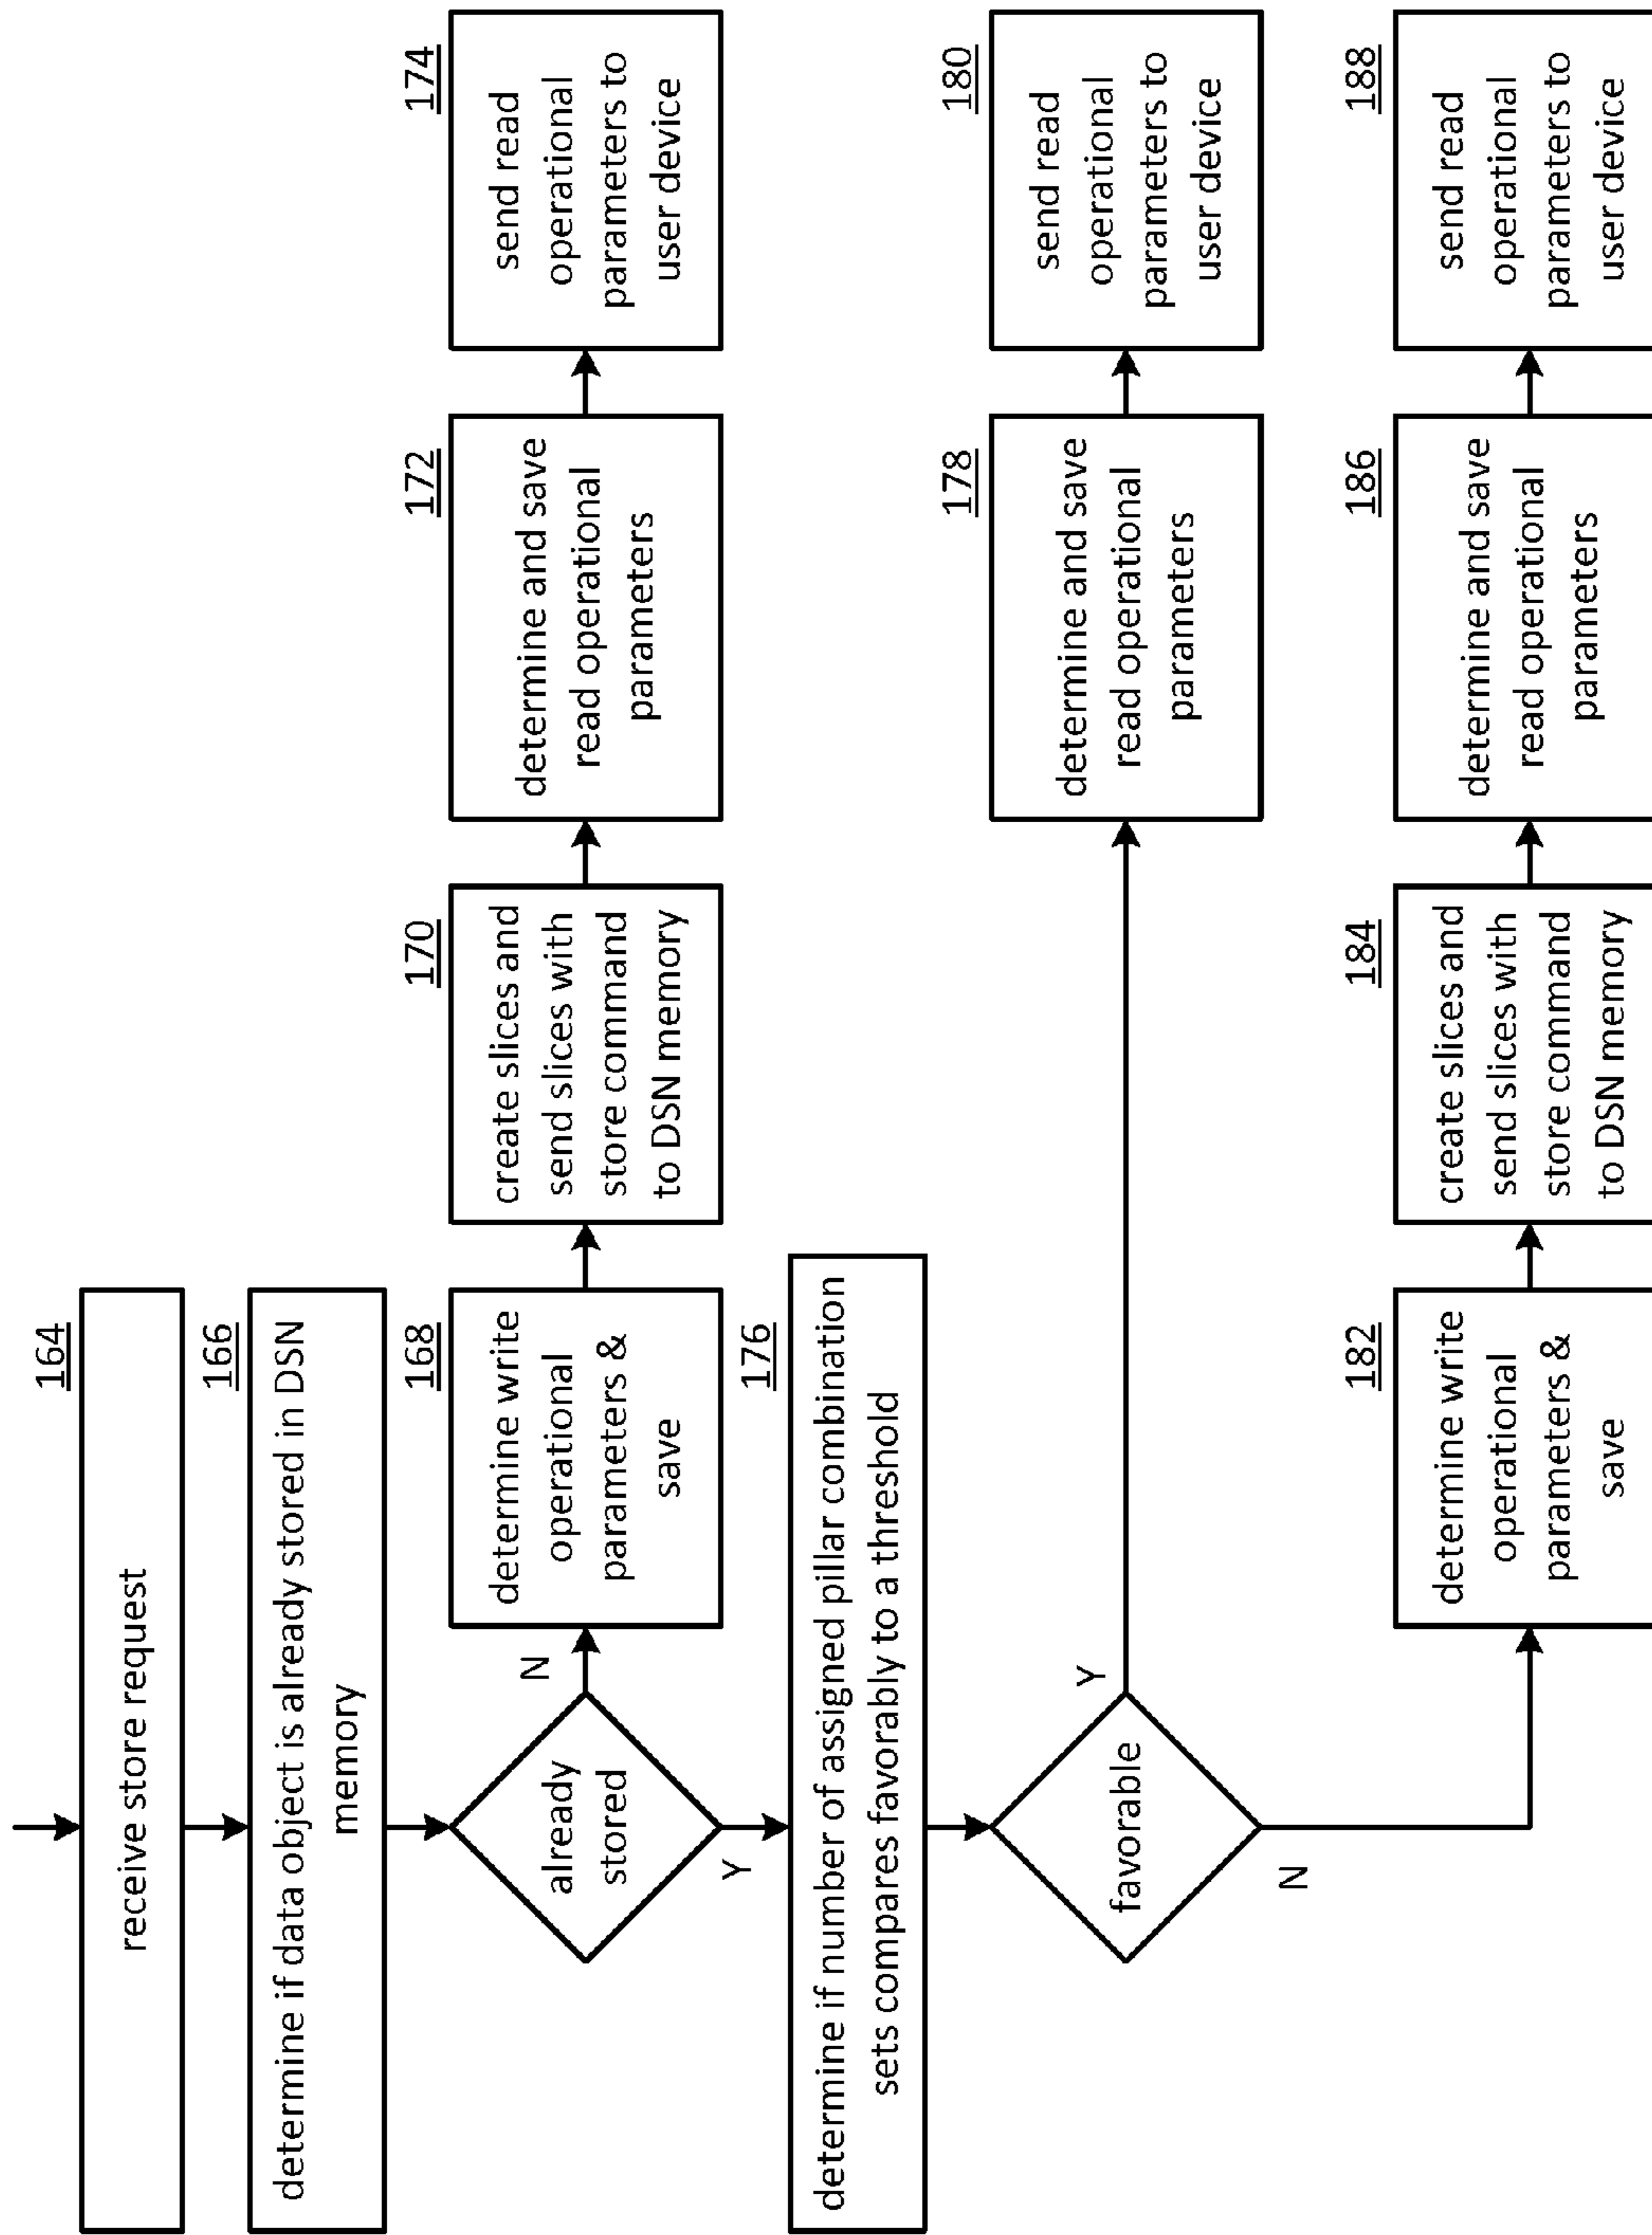 164
receive store request
166
determine if data object is already stored in DSN
memory
already
stored
N
Y
168
determine write
operational
parameters &
save
170
create slices and
send slices with
store command
to DSN memory
172
determine and save
read operational
parameters
174
send read
operational
parameters to
user device
176
determine if number of assigned pillar combination
sets compares favorably to a threshold
favorable
Y
N
178
determine and save
read operational
parameters
180
send read
operational
parameters to
user device
182
determine write
operational
parameters &
save
184
create slices and
send slices with
store command
to DSN memory
186
determine and save
read operational
parameters
188
send read
operational
parameters to
user device